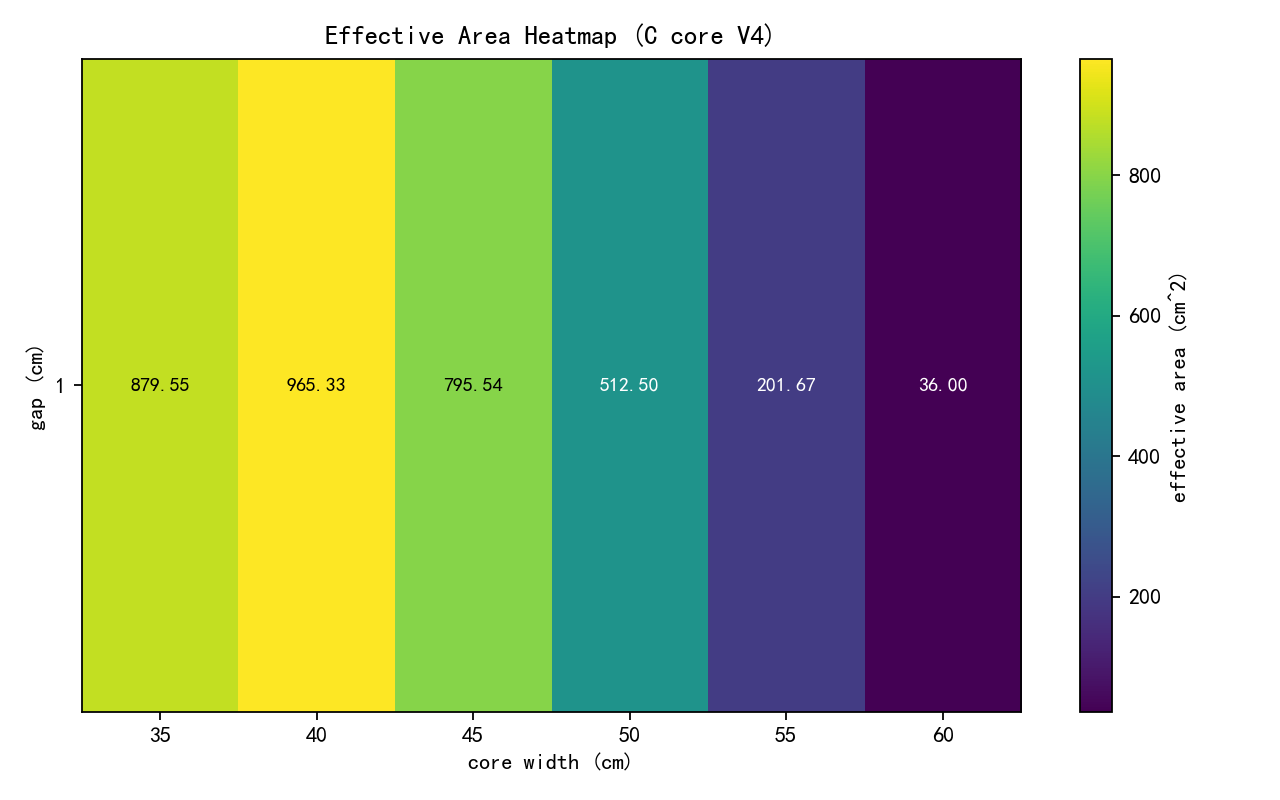 Effective Area Heatmap (C core V4)
gap (cm)
1
879.55 965.33 795.54 512.50 201.67 36.00
35 40 45 50 55 60
core width (cm)
800
600
400
200
effective area (cm^2)